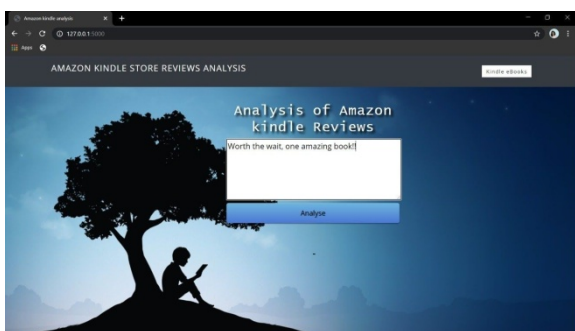 Amazon kindle analysis
127.0.0.1:5000
Apps
AMAZON KINDLE STORE REVIEWS ANALYSIS
Kindle eBooks
Analysis of Amazon
kindle Reviews
Worth the wait, one amazing book!!
Analyse